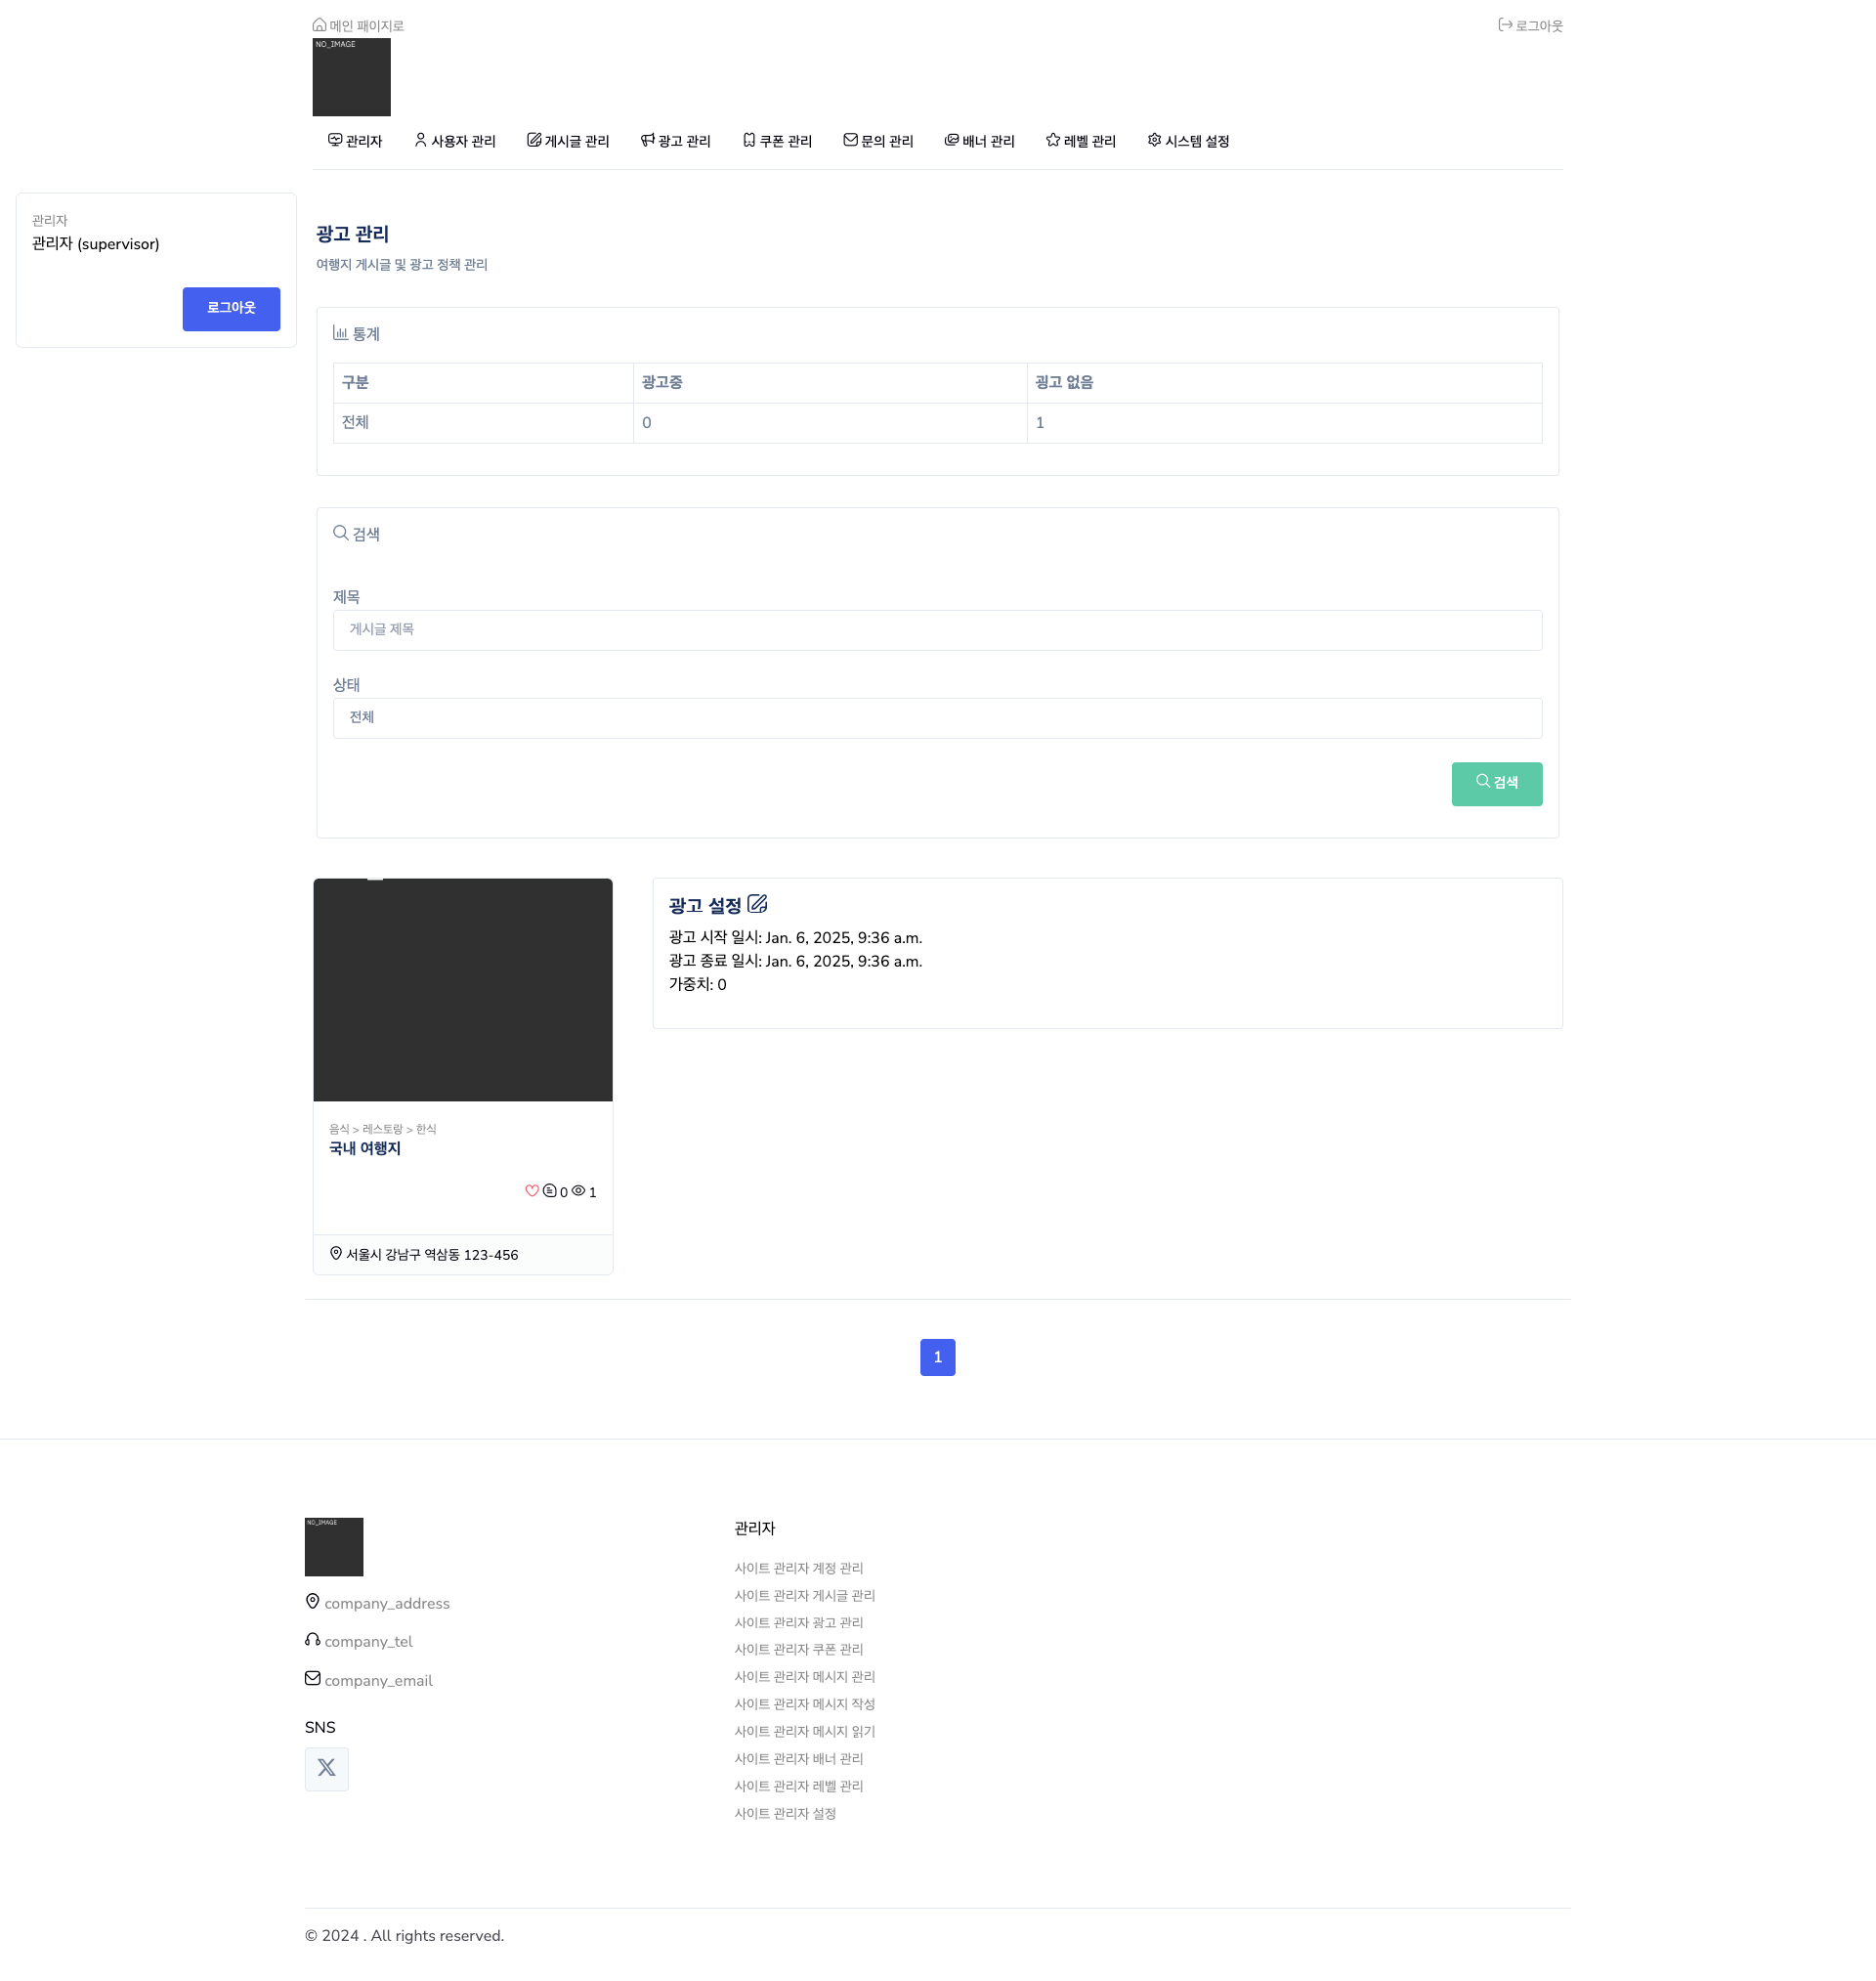 메인 페이지로
로그아웃
NO_IMAGE
관리자 사용자 관리 게시글 관리 광고 관리 쿠폰 관리 문의 관리 배너 관리 레벨 관리 시스템 설정
관리자
관리자 (supervisor)
로그아웃
광고 관리
여행지 게시글 및 광고 정책 관리
통계
구분 광고중 굉고 없음
전체 0 1
검색
제목
게시글 제목
상태
전체
검색
광고 설정
광고 시작 일시: Jan. 6, 2025, 9:36 a.m.
광고 종료 일시: Jan. 6, 2025, 9:36 a.m.
가중치: 0
음식 > 레스토랑 > 한식
국내 여행지
0 1
서울시 강남구 역삼동 123-456
1
NO_IMAGE
company_address
company_tel
company_email
SNS
관리자
사이트 관리자 계정 관리
사이트 관리자 게시글 관리
사이트 관리자 광고 관리
사이트 관리자 쿠폰 관리
사이트 관리자 메시지 관리
사이트 관리자 메시지 작성
사이트 관리자 메시지 읽기
사이트 관리자 배너 관리
사이트 관리자 레벨 관리
사이트 관리자 설정
© 2024 . All rights reserved.